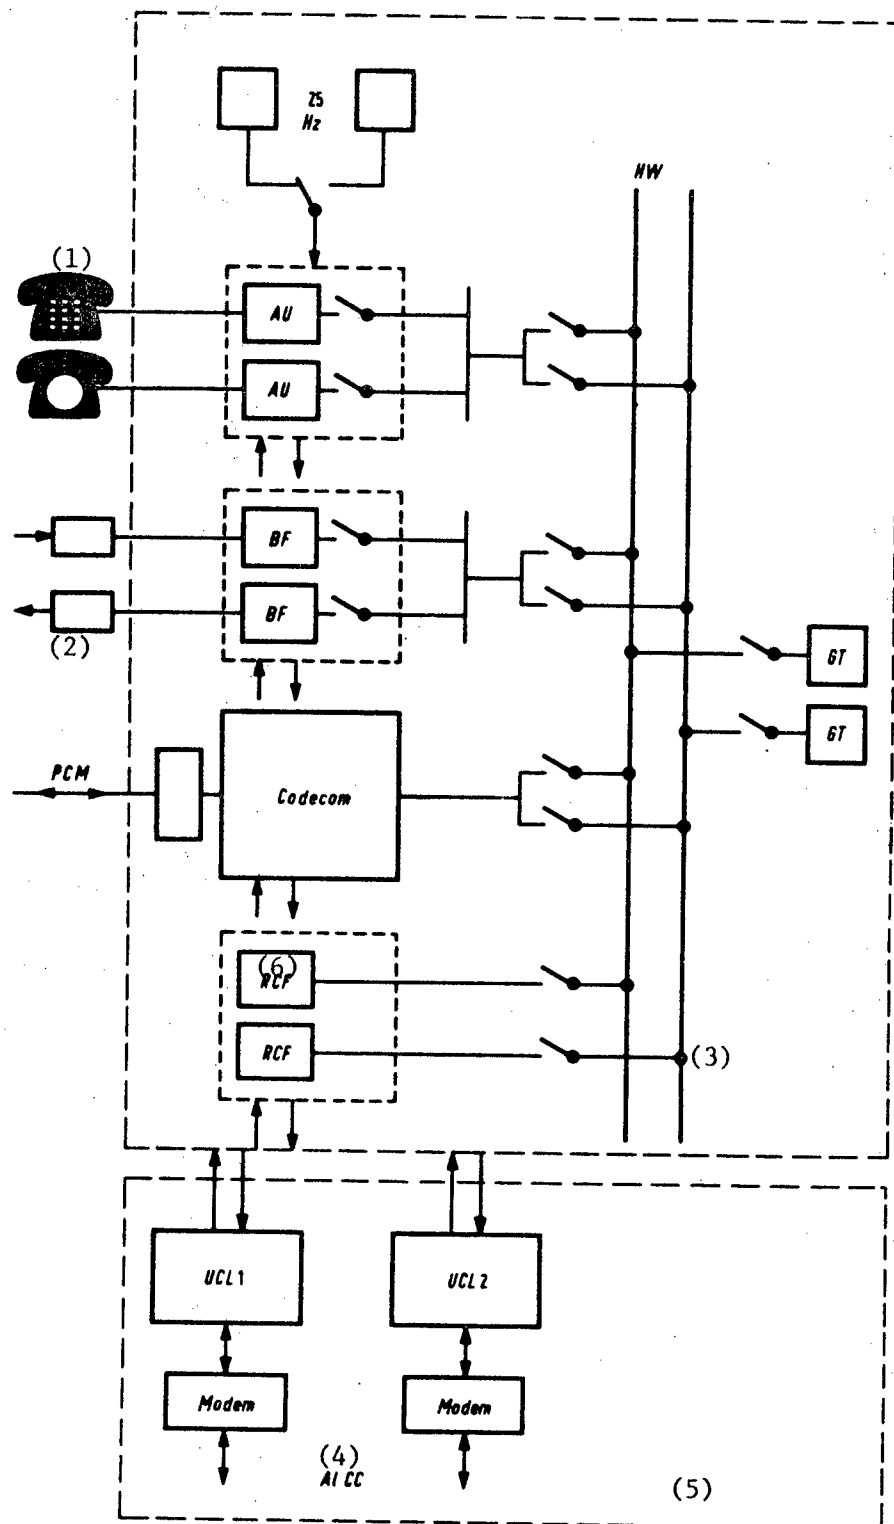 25
Hz
HW
(1)
AU
AU
BF
(2)
BF
GT
GT
PCM
Codecom
(6)
RCF
RCF
(3)
UCL1
UCL2
Modem
Modem
(4)
AI CC
(5)